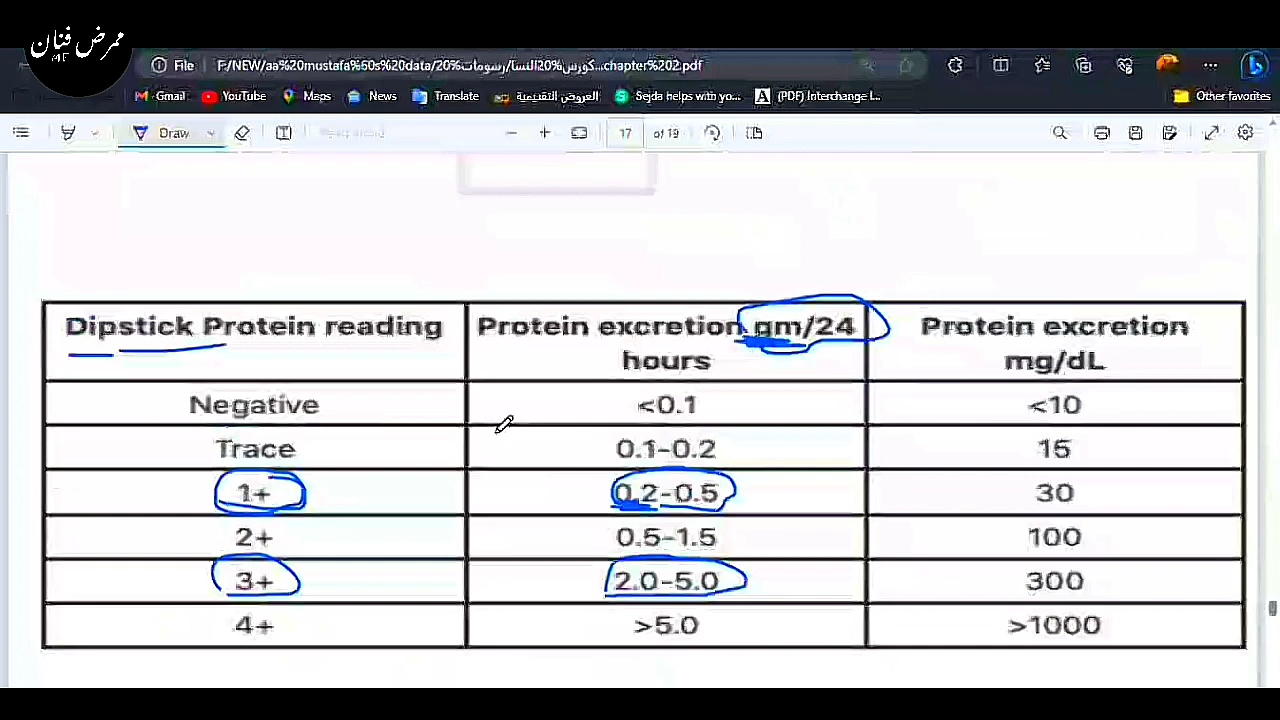 ممرض فنان
File F:/NEW/aa%20mustafa%60s%20data/20%كورس%20النسا/رسومات...chapter%202.pdf
Gmail YouTube Maps News Translate العروض التقديمية Sejda helps with yo... (PDF) Interchange I... Other favorites
Draw Read aloud 17 of 19
Dipstick Protein reading
Protein excretion gm/24
hours
Protein excretion
mg/dL
Negative <0.1 <10
Trace 0.1-0.2 15
1+ 0.2-0.5 30
2+ 0.5-1.5 100
3+ 2.0-5.0 300
4+ >5.0 >1000